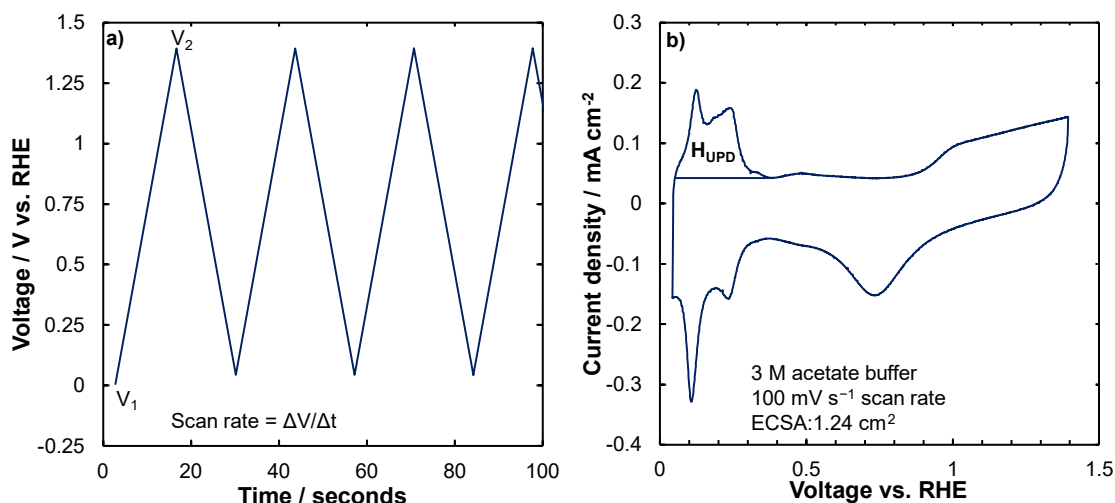 a)
V₂
V₁
Scan rate = ΔV/Δt
1.5
1.25
1
0.75
0.5
0.25
0
-0.25
Voltage / V vs. RHE
0 20 40 60 80 100
Time / seconds
b)
H_UPD
3 M acetate buffer
100 mV s⁻¹ scan rate
ECSA:1.24 cm²
0.3
0.2
0.1
0
-0.1
-0.2
-0.3
-0.4
Current density / mA cm⁻²
0 0.5 1 1.5
Voltage vs. RHE